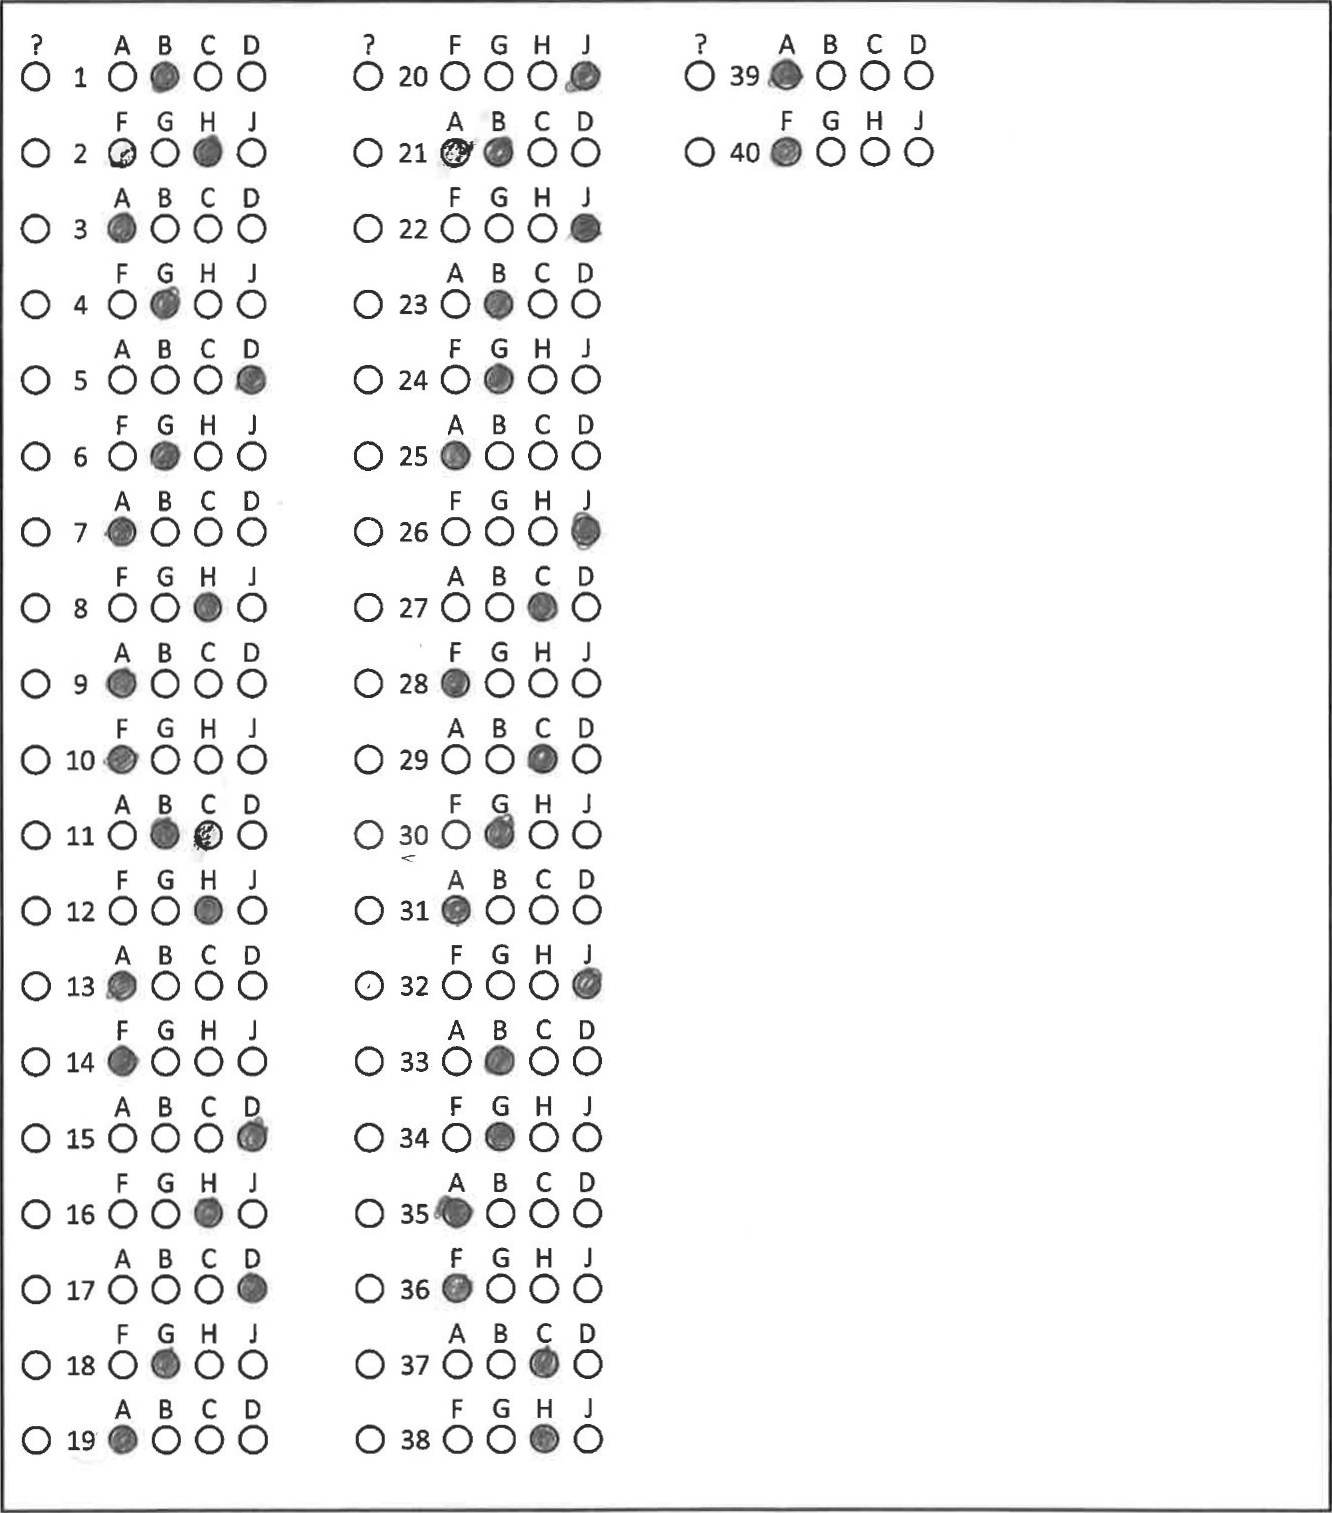 ? A B C D
1
F G H J
2
A B C D
3
F G H J
4
A B C D
5
F G H J
6
A B C D
7
F G H J
8
A B C D
9
F G H J
10
A B C D
11
F G H J
12
A B C D
13
F G H J
14
A B C D
15
F G H J
16
A B C D
17
F G H J
18
A B C D
19
? F G H J
20
A B C D
21
F G H J
22
A B C D
23
F G H J
24
A B C D
25
F G H J
26
A B C D
27
F G H J
28
A B C D
29
F G H J
30
A B C D
31
F G H J
32
A B C D
33
F G H J
34
A B C D
35
F G H J
36
A B C D
37
F G H J
38
? A B C D
39
F G H J
40